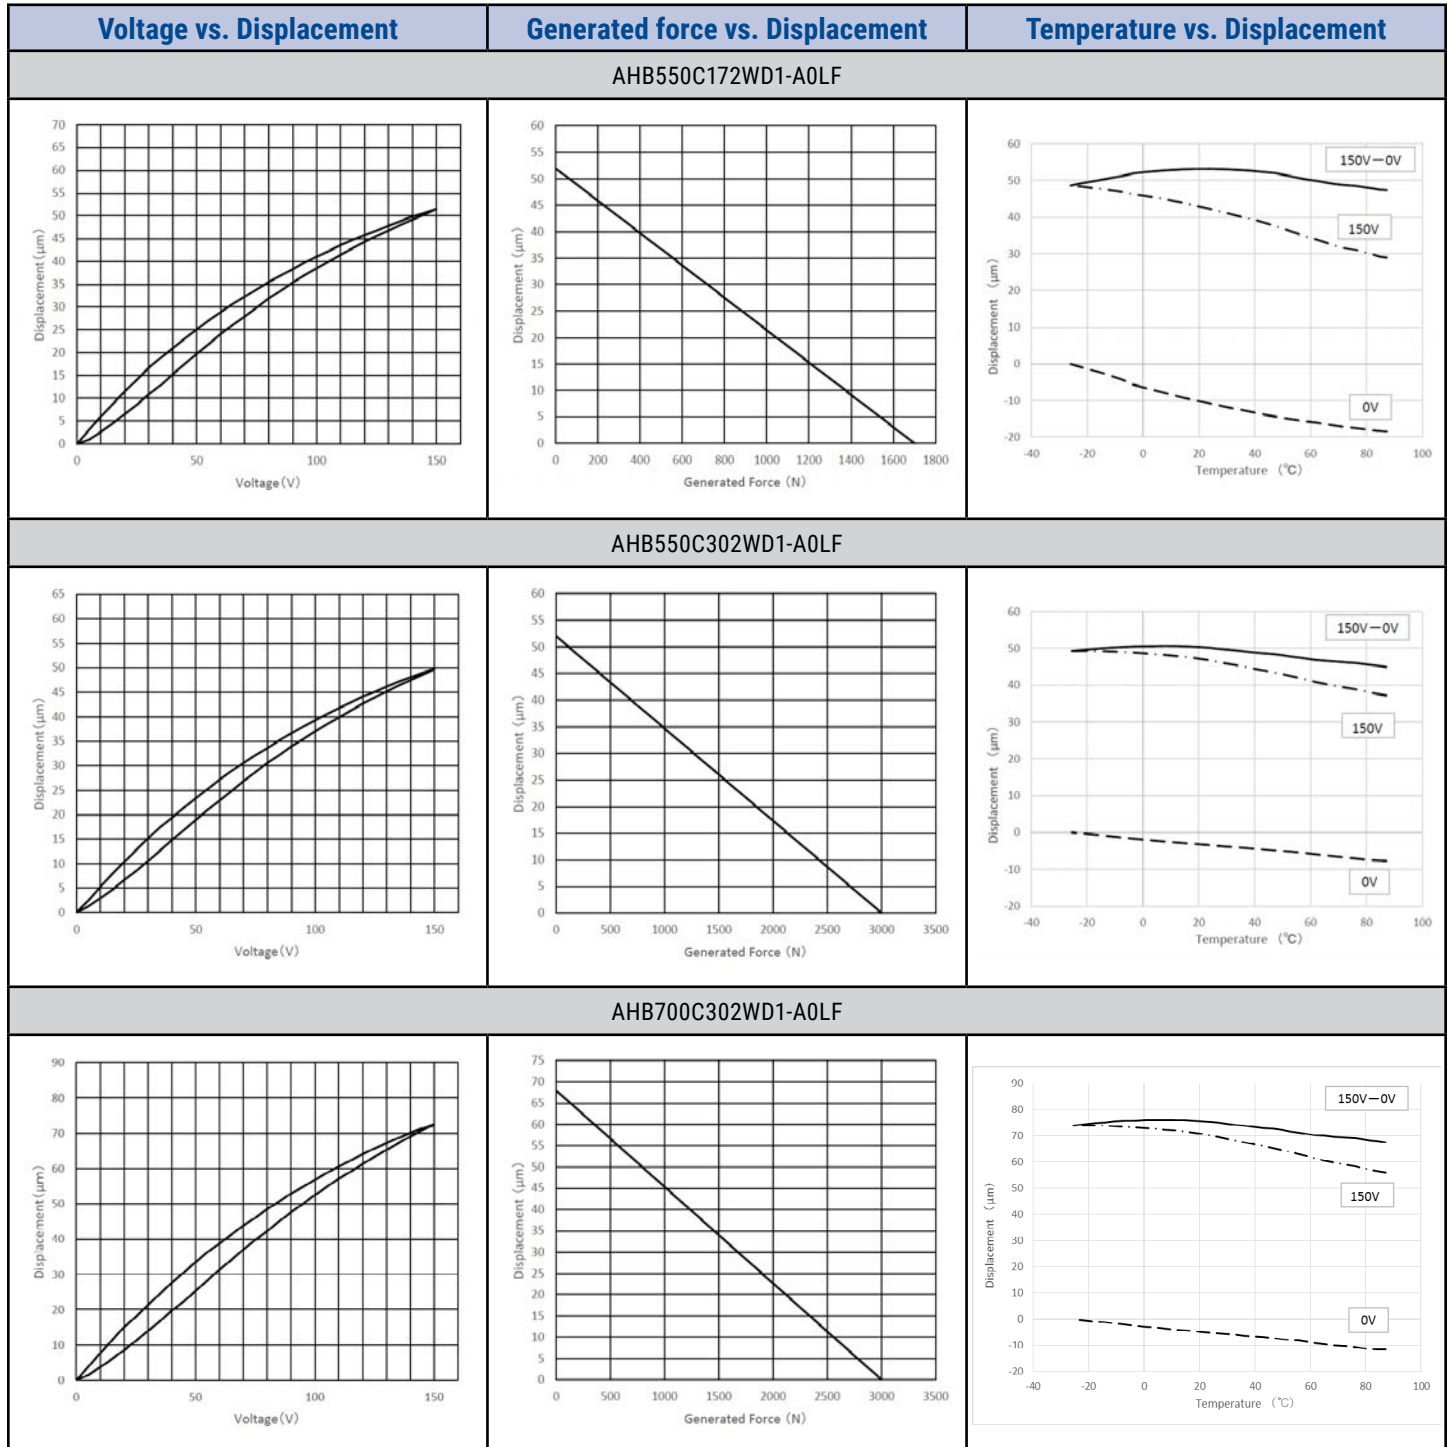 Voltage vs. Displacement
Generated force vs. Displacement
Temperature vs. Displacement
AHB550C172WD1-A0LF
70
65
60
55
50
45
40
35
30
25
20
15
10
5
0
Displacement(μm)
0 50 100 150
Voltage(V)
60
55
50
45
40
35
30
25
20
15
10
5
0
Displacement (μm)
0 200 400 600 800 1000 1200 1400 1600 1800
Generated Force (N)
60
50
40
30
20
10
0
-10
-20
Displacement (μm)
150V-0V
150V
0V
-40 -20 0 20 40 60 80 100
Temperature (℃)
AHB550C302WD1-A0LF
65
60
55
50
45
40
35
30
25
20
15
10
5
0
Displacement(μm)
0 50 100 150
Voltage(V)
60
55
50
45
40
35
30
25
20
15
10
5
0
Displacement (μm)
0 500 1000 1500 2000 2500 3000 3500
Generated Force (N)
60
50
40
30
20
10
0
-10
-20
Displacement (μm)
150V-0V
150V
0V
-40 -20 0 20 40 60 80 100
Temperature (℃)
AHB700C302WD1-A0LF
90
80
70
60
50
40
30
20
10
0
Displacement(μm)
0 50 100 150
Voltage(V)
75
70
65
60
55
50
45
40
35
30
25
20
15
10
5
0
Displacement (μm)
0 500 1000 1500 2000 2500 3000 3500
Generated Force (N)
90
80
70
60
50
40
30
20
10
0
-10
-20
Displacement (μm)
150V-0V
150V
0V
-40 -20 0 20 40 60 80 100
Temperature (℃)